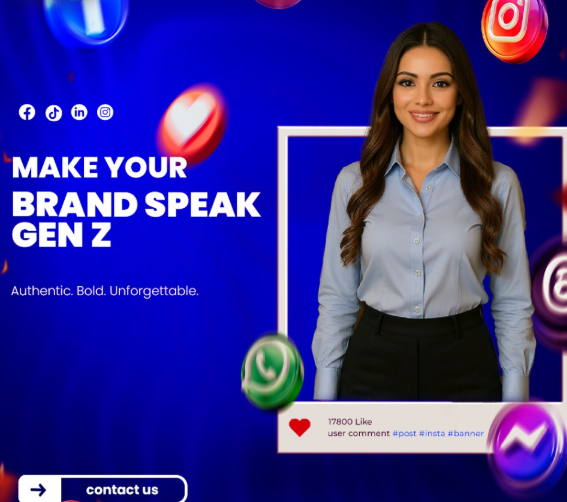 MAKE YOUR
BRAND SPEAK
GEN Z
Authentic. Bold. Unforgettable.
17800 Like
user comment #post #insta #banner
contact us